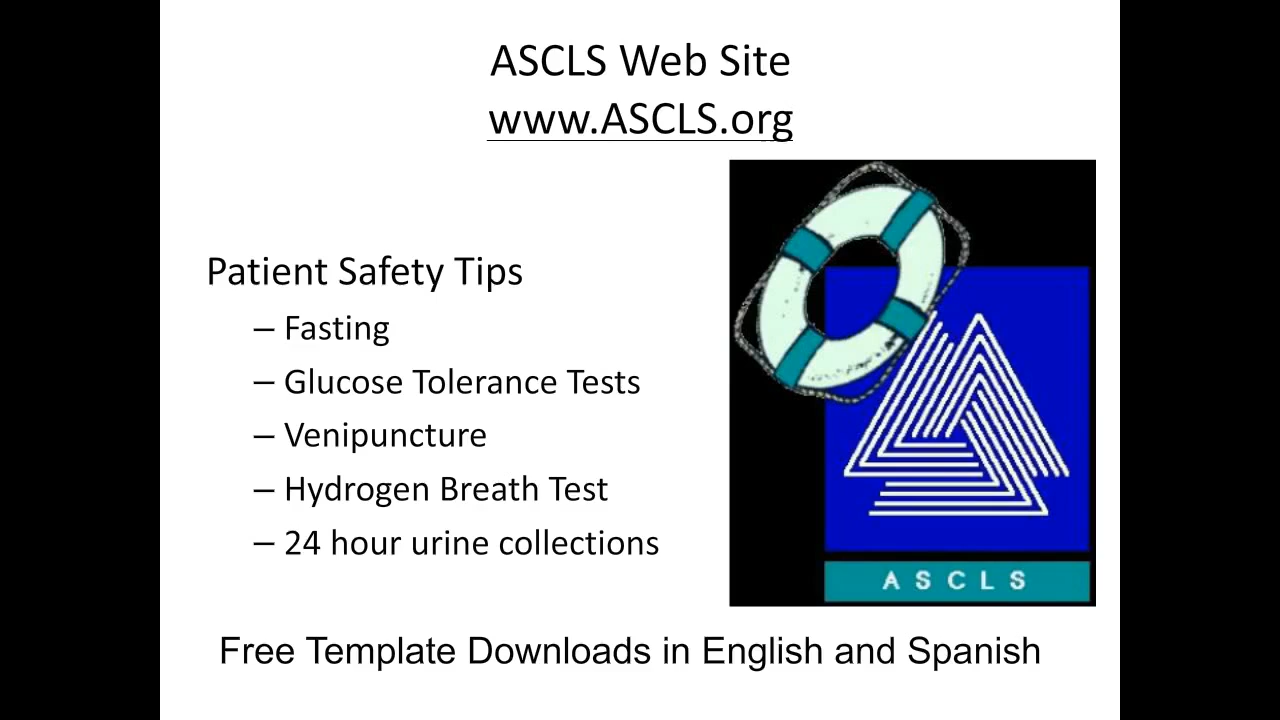 ASCLS Web Site
www.ASCLS.org
Patient Safety Tips
– Fasting
– Glucose Tolerance Tests
– Venipuncture
– Hydrogen Breath Test
– 24 hour urine collections
A S C L S
Free Template Downloads in English and Spanish